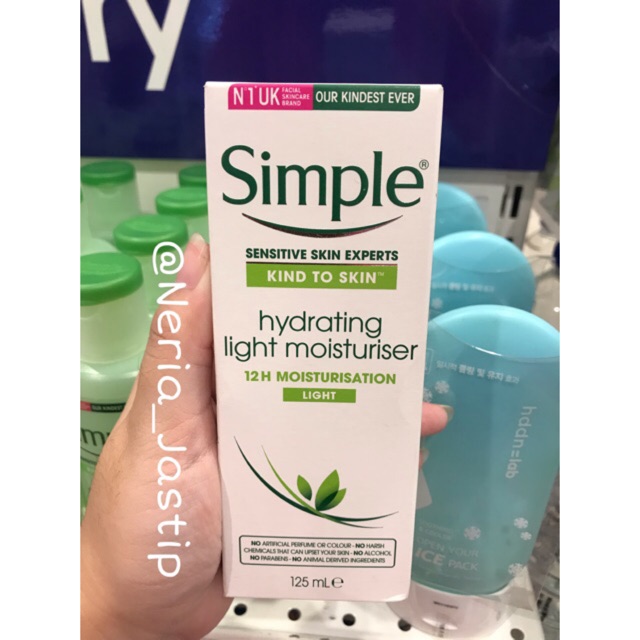 ry
N°1 UK FACIAL SKINCARE BRAND OUR KINDEST EVER
Simple®
SENSITIVE SKIN EXPERTS
KIND TO SKIN™
hydrating
light moisturiser
12H MOISTURISATION
LIGHT
NO ARTIFICIAL PERFUME OR COLOUR - NO HARSH
CHEMICALS THAT CAN UPSET YOUR SKIN - NO ALCOHOL
NO PARABENS - NO ANIMAL DERIVED INGREDIENTS
125 mL e
@Neria_Jastip
hddn=lab
YOUR
ICE PACK